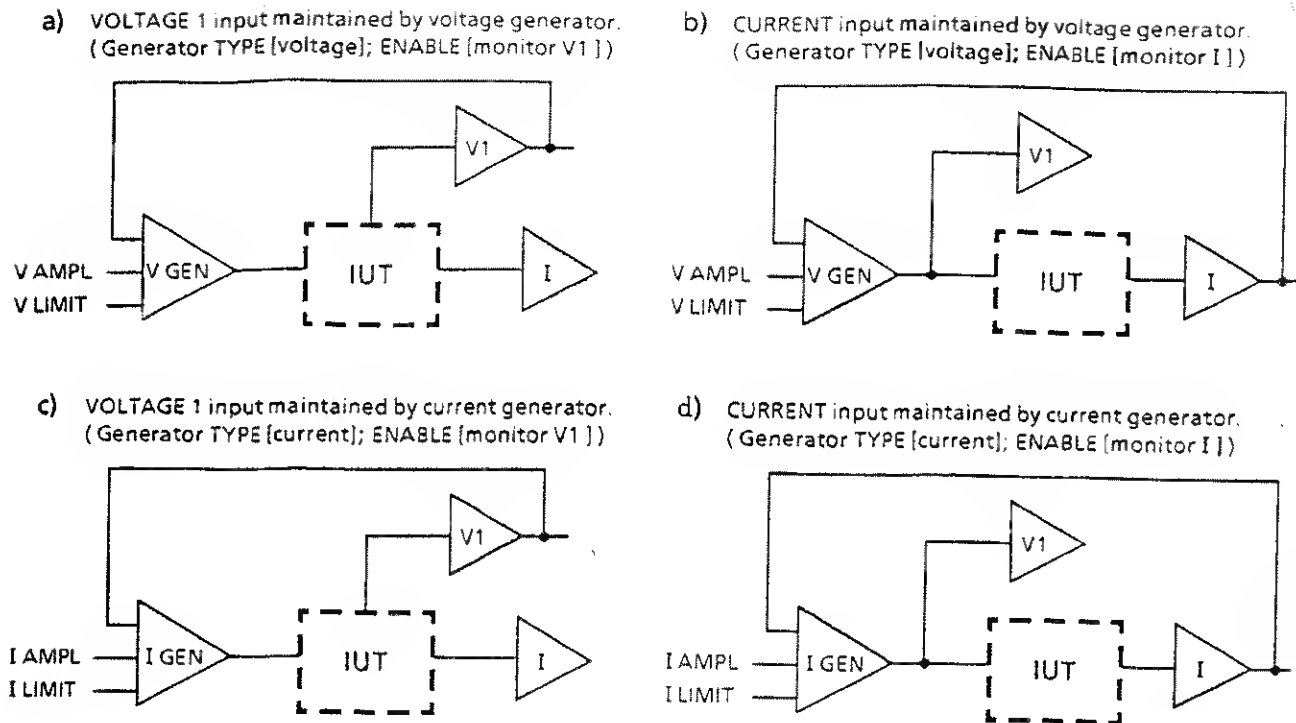 a) VOLTAGE 1 input maintained by voltage generator.
(Generator TYPE [voltage]; ENABLE [monitor V1])
V1
V AMPL
V LIMIT
V GEN
IUT
I
b) CURRENT input maintained by voltage generator.
(Generator TYPE [voltage]; ENABLE [monitor I])
V1
V AMPL
V LIMIT
V GEN
IUT
I
c) VOLTAGE 1 input maintained by current generator.
(Generator TYPE [current]; ENABLE [monitor V1])
V1
I AMPL
I LIMIT
I GEN
IUT
I
d) CURRENT input maintained by current generator.
(Generator TYPE [current]; ENABLE [monitor I])
V1
I AMPL
I LIMIT
I GEN
IUT
I